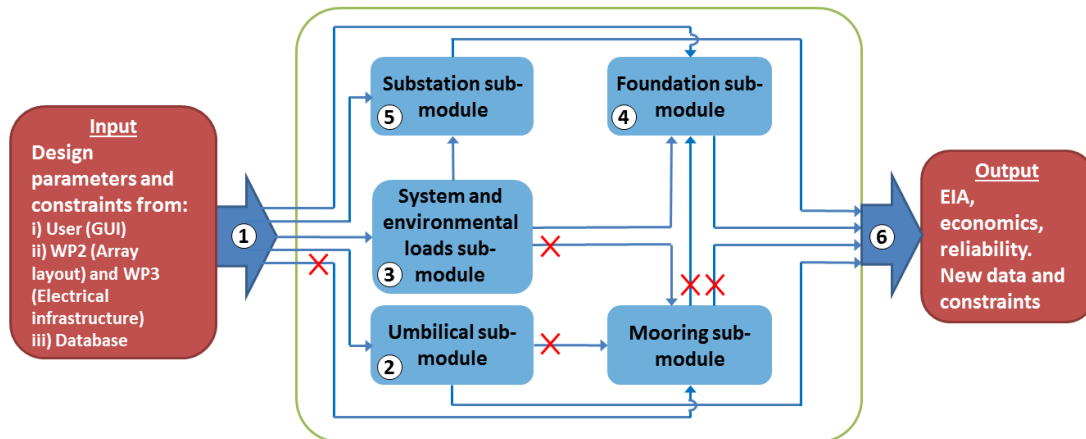 Input
Design
parameters and
constraints from:
i) User (GUI)
ii) WP2 (Array
layout) and WP3
(Electrical
infrastructure)
iii) Database
1
Substation sub-
module
5
System and
environmental
loads sub-
module
3
Umbilical sub-
module
2
Foundation sub-
module
4
Mooring sub-
module
6
Output
EIA,
economics,
reliability.
New data and
constraints